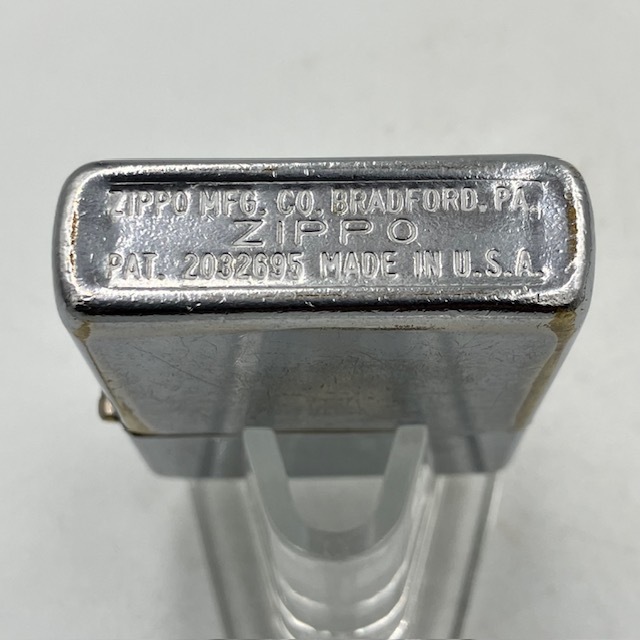 ZIPPO MFG. CO. BRADFORD. PA.
ZIPPO
PAT. 2032695 MADE IN U.S.A.